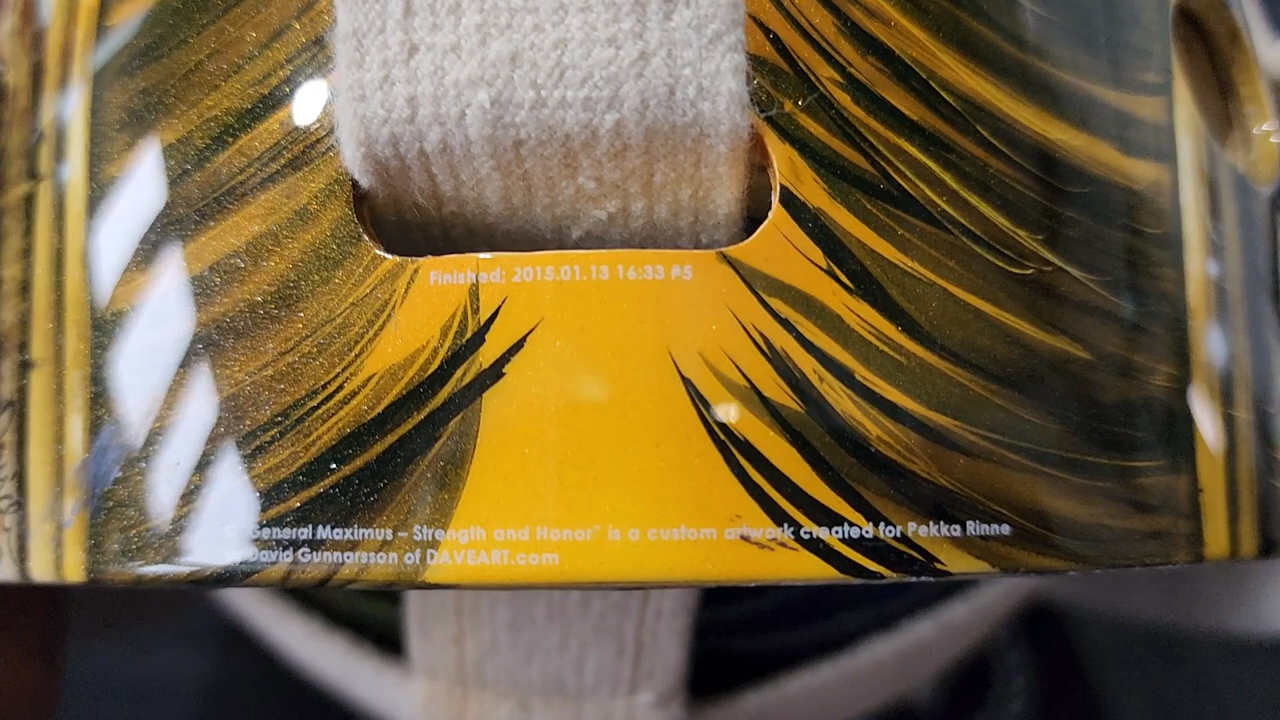 Finished: 2015.01.13 16:33 #5
© General Maximus – Strength and Honor" is a custom artwork created for Pekka Rinne
by David Gunnarsson of DAVEART.com